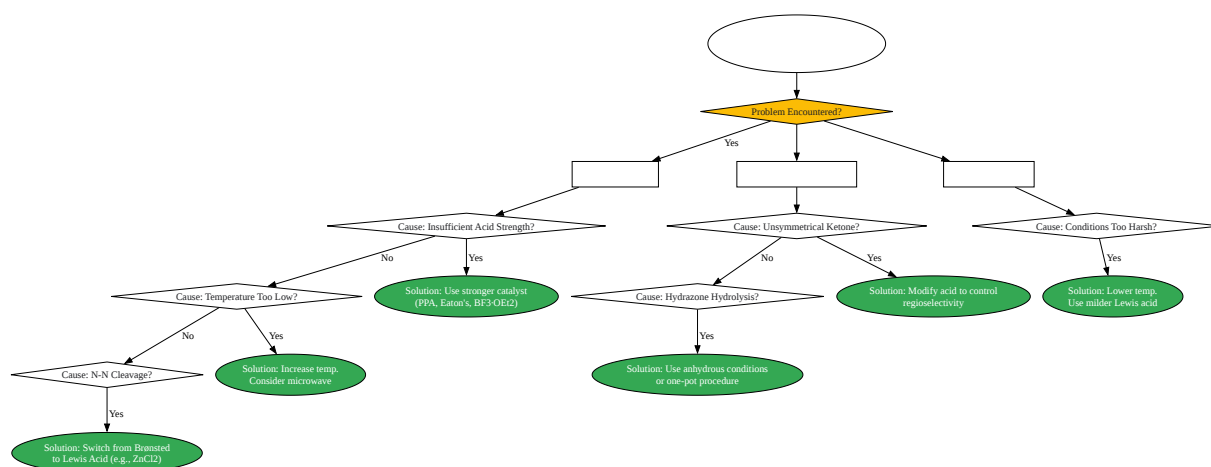 Problem Encountered?
Yes
Cause: Insufficient Acid Strength?
Cause: Unsymmetrical Ketone?
Cause: Conditions Too Harsh?
No
Yes
No
Yes
Yes
Cause: Temperature Too Low?
Solution: Use stronger catalyst
(PPA, Eaton's, BF3·OEt2)
Cause: Hydrazone Hydrolysis?
Solution: Modify acid to control
regioselectivity
Solution: Lower temp.
Use milder Lewis acid
No
Yes
Yes
Cause: N-N Cleavage?
Solution: Increase temp.
Consider microwave
Solution: Use anhydrous conditions
or one-pot procedure
Yes
Solution: Switch from Brønsted
to Lewis Acid (e.g., ZnCl2)